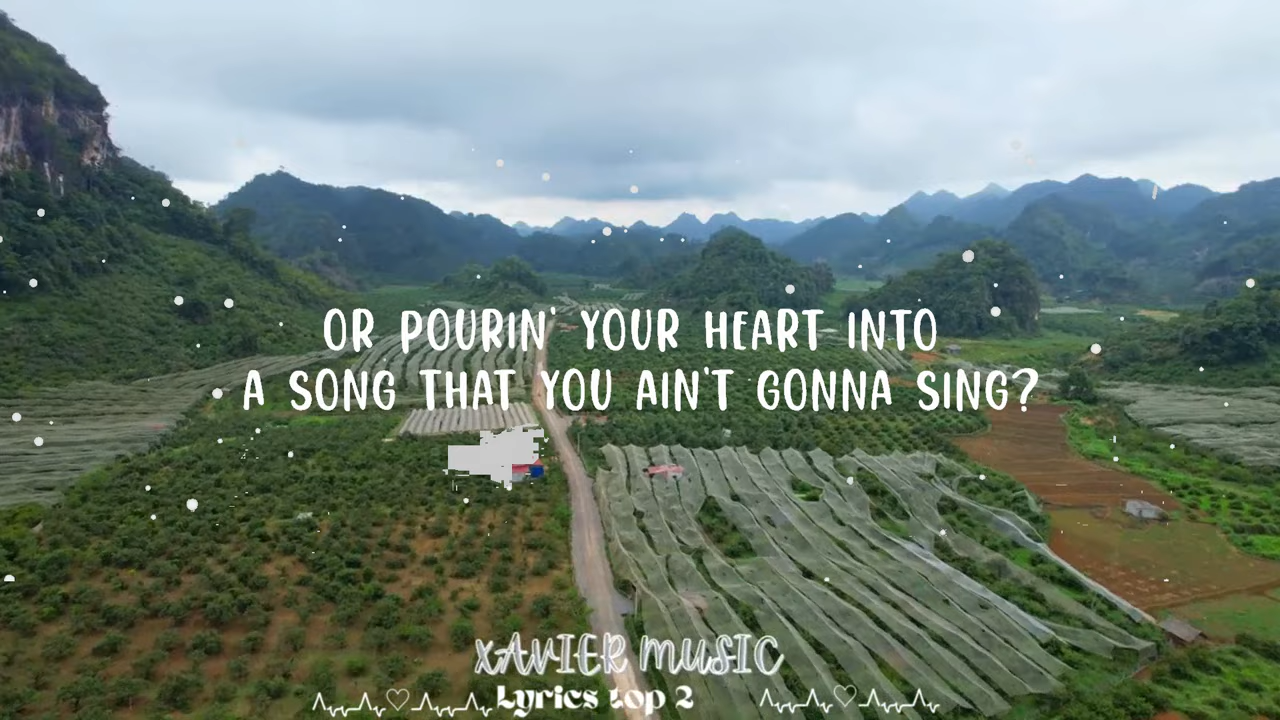 OR POURIN' YOUR HEART INTO
A SONG THAT YOU AIN'T GONNA SING?
XAVIER MUSIC
Lyrics top 2